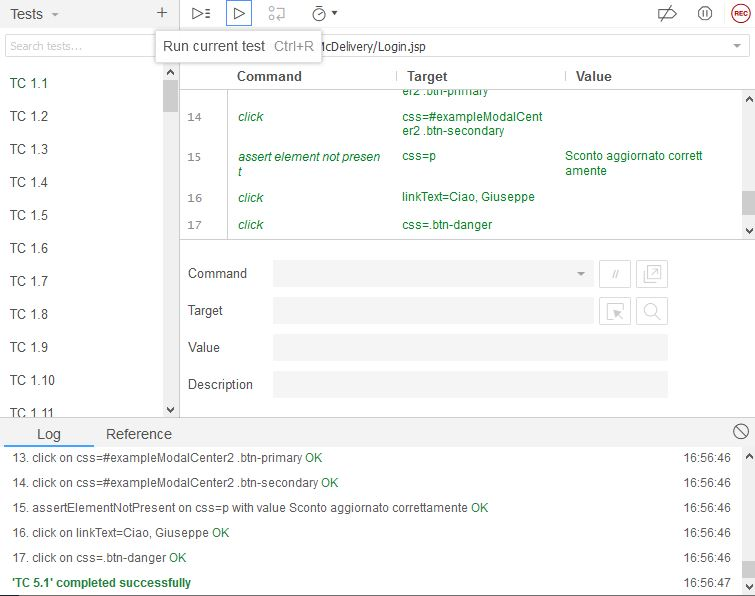 Tests
+
REC
Search tests...
Run current test Ctrl+R
cDelivery/Login.jsp
TC 1.1
TC 1.2
TC 1.3
TC 1.4
TC 1.5
TC 1.6
TC 1.7
TC 1.8
TC 1.9
TC 1.10
TC 1.11
Command Target Value
er2 .btn-primary
14 click css=#exampleModalCent
er2 .btn-secondary
15 assert element not presen css=p Sconto aggiornato corrett
t amente
16 click linkText=Ciao, Giuseppe
17 click css=.btn-danger
Command //
Target
Value
Description
Log Reference
13. click on css=#exampleModalCenter2 .btn-primary OK 16:56:46
14. click on css=#exampleModalCenter2 .btn-secondary OK 16:56:46
15. assertElementNotPresent on css=p with value Sconto aggiornato correttamente OK 16:56:46
16. click on linkText=Ciao, Giuseppe OK 16:56:46
17. click on css=.btn-danger OK 16:56:46
'TC 5.1' completed successfully 16:56:47